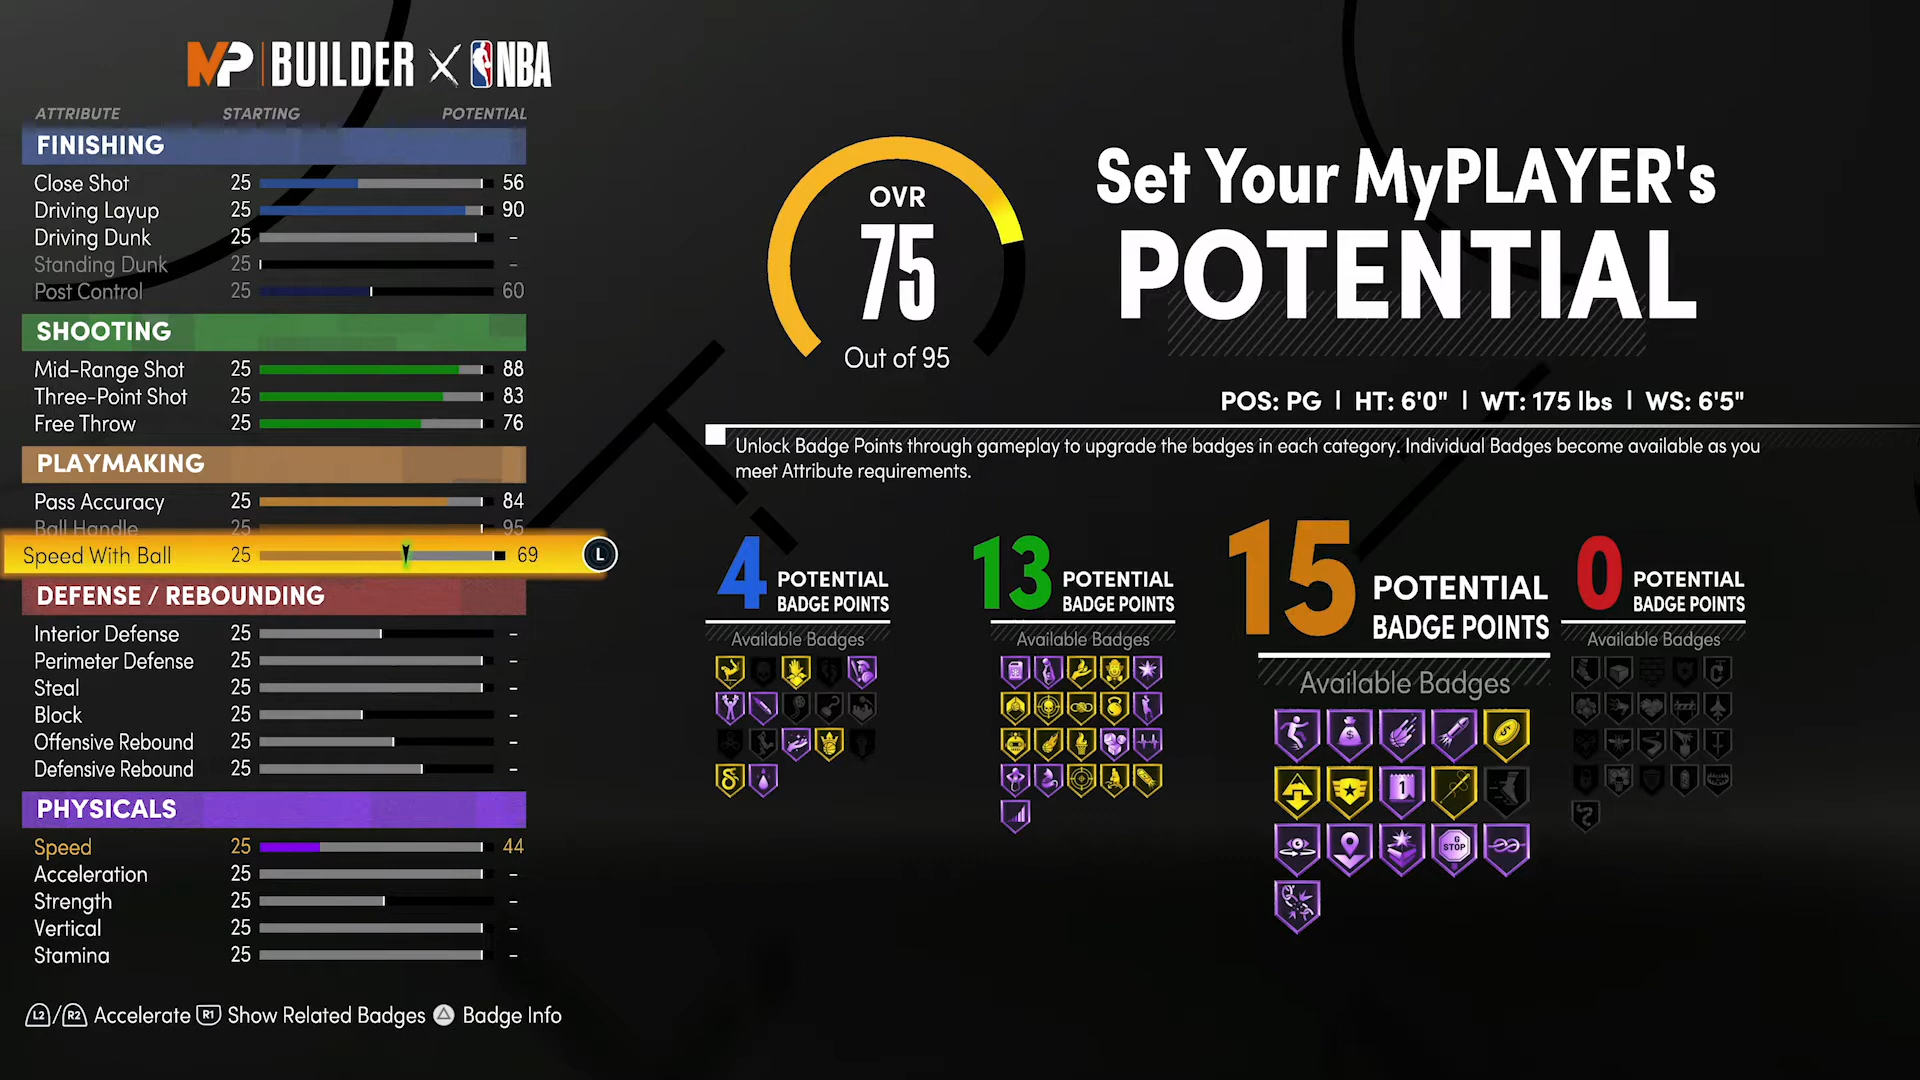 MP | BUILDER X NBA
ATTRIBUTE STARTING POTENTIAL
FINISHING
Close Shot 25 56
Driving Layup 25 90
Driving Dunk 25 -
Standing Dunk 25 -
Post Control 25 60
SHOOTING
Mid-Range Shot 25 88
Three-Point Shot 25 83
Free Throw 25 76
PLAYMAKING
Pass Accuracy 25 84
Ball Handle 25 95
Speed With Ball 25 69 L
DEFENSE / REBOUNDING
Interior Defense 25 -
Perimeter Defense 25 -
Steal 25 -
Block 25 -
Offensive Rebound 25 -
Defensive Rebound 25 -
PHYSICALS
Speed 25 44
Acceleration 25 -
Strength 25 -
Vertical 25 -
Stamina 25 -
L2/R2 Accelerate R1 Show Related Badges Badge Info
OVR
75
Out of 95
Set Your MyPLAYER's
POTENTIAL
POS: PG | HT: 6'0" | WT: 175 lbs | WS: 6'5"
Unlock Badge Points through gameplay to upgrade the badges in each category. Individual Badges become available as you
meet Attribute requirements.
4 POTENTIAL
BADGE POINTS
Available Badges
13 POTENTIAL
BADGE POINTS
Available Badges
15 POTENTIAL
BADGE POINTS
Available Badges
1
STOP
0 POTENTIAL
BADGE POINTS
Available Badges